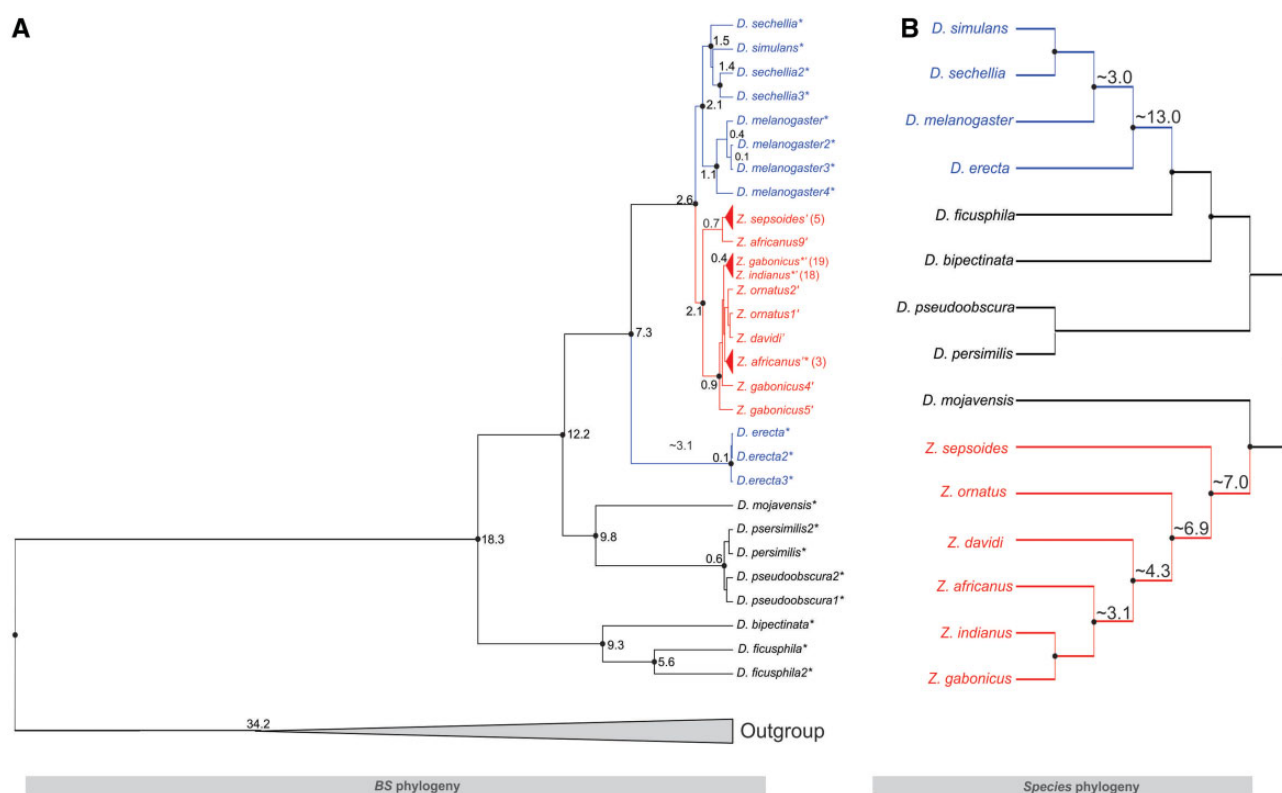 A
D. sechellia*
1.5
D. simulans*
1.4
D. sechellia2*
D. sechellia3*
2.1
D. melanogaster*
0.4
D. melanogaster2*
0.1
D. melanogaster3*
1.1
D. melanogaster4*
2.6
Z. sepsoides' (5)
0.7
Z. africanus9'
0.4
Z. gabonicus*' (19)
Z. indianus*' (18)
Z. ornatus2'
2.1
Z. ornatus1'
7.3
Z. davidi'
Z. africanus'* (3)
0.9
Z. gabonicus4'
Z. gabonicus5'
12.2
D. erecta*
~3.1
0.1
D.erecta2*
D.erecta3*
D. mojavensis*
18.3
9.8
D. psersimilis2*
0.6
D. persimilis*
D. pseudoobscura2*
D. pseudoobscura1*
D. bipectinata*
9.3
D. ficusphila*
5.6
D. ficusphila2*
34.2
Outgroup
BS phylogeny
B
D. simulans
D. sechellia
~3.0
D. melanogaster
~13.0
D. erecta
D. ficusphila
D. bipectinata
D. pseudoobscura
D. persimilis
D. mojavensis
Z. sepsoides
~7.0
Z. ornatus
~6.9
Z. davidi
~4.3
Z. africanus
~3.1
Z. indianus
Z. gabonicus
Species phylogeny